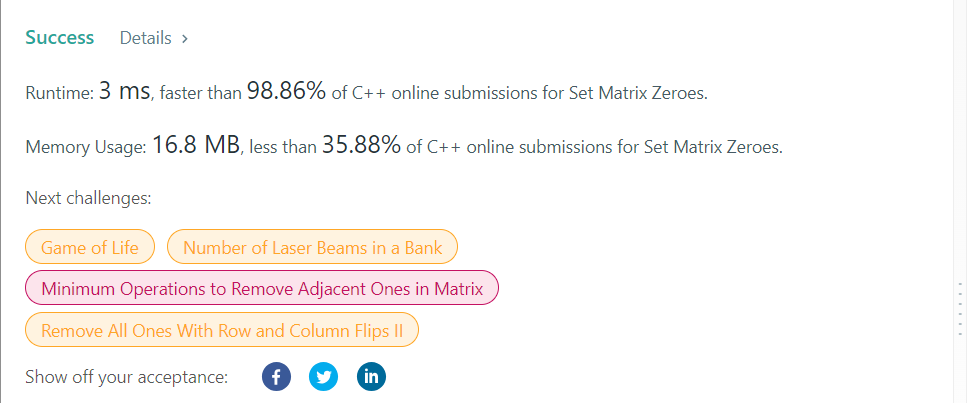 Success Details >
Runtime: 3 ms, faster than 98.86% of C++ online submissions for Set Matrix Zeroes.
Memory Usage: 16.8 MB, less than 35.88% of C++ online submissions for Set Matrix Zeroes.
Next challenges:
Game of Life Number of Laser Beams in a Bank
Minimum Operations to Remove Adjacent Ones in Matrix
Remove All Ones With Row and Column Flips II
Show off your acceptance: f in